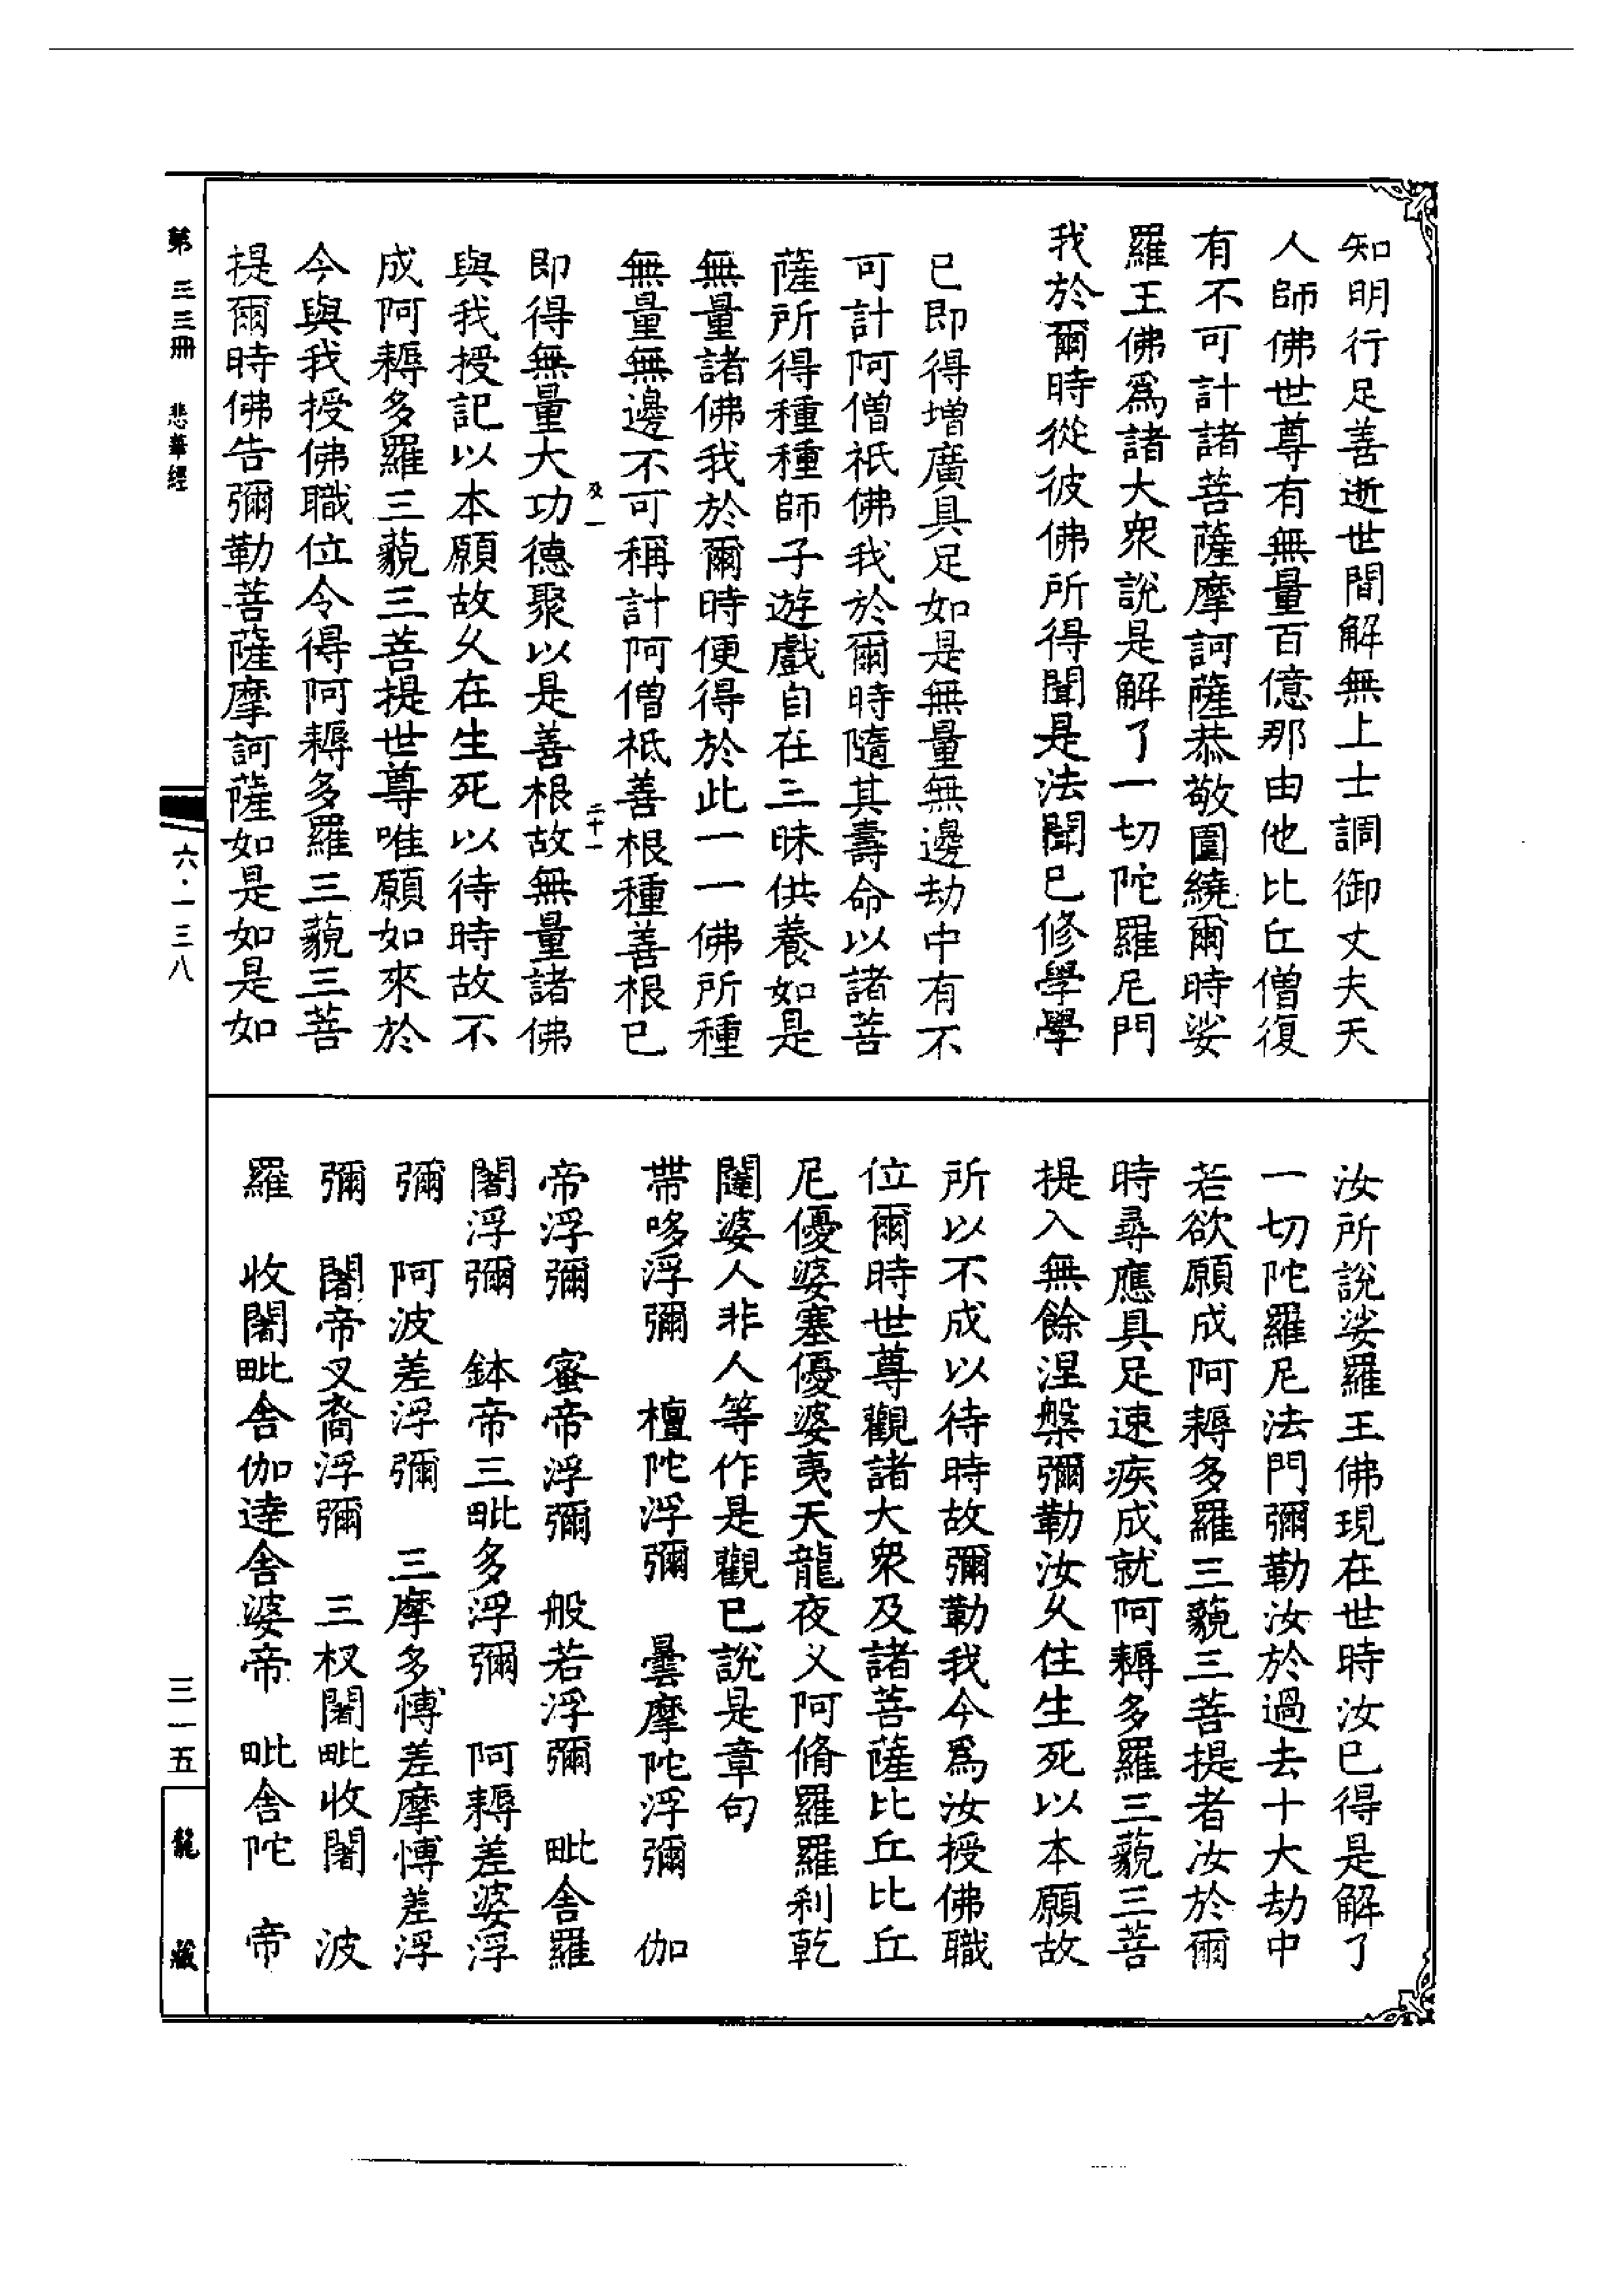 知明行足善逝世間解無上士調御丈夫天
人師佛世尊有無量百億那由他比丘僧復
有不可計諸菩薩摩訶薩恭敬圍繞爾時娑
羅王佛爲諸大衆說是解了一切陀羅尼門
我於爾時從彼佛所得聞是法聞已修學學
已即得增廣具足如是無量無邊劫中有不
可計阿僧祇佛我於爾時隨其壽命以諸菩
薩所得種種師子遊戲自在三昧供養如是
無量諸佛我於爾時便得於此一一佛所種
無量無邊不可稱計阿僧祇善根種善根已
及一 二十一
即得無量大功德聚以是善根故無量諸佛
與我授記以本願故久在生死以待時故不
成阿耨多羅三藐三菩提世尊唯願如來於
今與我授佛職位令得阿耨多羅三藐三菩
提爾時佛告彌勒菩薩摩訶薩如是如是如
汝所說娑羅王佛現在世時汝已得是解了
一切陀羅尼法門彌勒汝於過去十大劫中
若欲願成阿耨多羅三藐三菩提者汝於爾
時尋應具足速疾成就阿耨多羅三藐三菩
提入無餘涅槃彌勒汝久住生死以本願故
所以不成以待時故彌勒我今爲汝授佛職
位爾時世尊觀諸大衆及諸菩薩比丘比丘
尼優婆塞優婆夷天龍夜叉阿脩羅羅刹乾
闥婆人非人等作是觀已說是章句
帶哆浮彌 檀陀浮彌 曇摩陀浮彌 伽
帝浮彌 蜜帝浮彌 般若浮彌 毗舍羅
闍浮彌 鉢帝三毗多浮彌 阿耨差婆浮
彌 阿波差浮彌 三摩多愽差摩愽差浮
彌 闍帝叉裔浮彌 三杈闍毗收闍 波
羅 收闍毗舍伽達舍婆帝 毗舍陀 帝
第三三冊 悲華經
六·一三八
三一五
龍藏